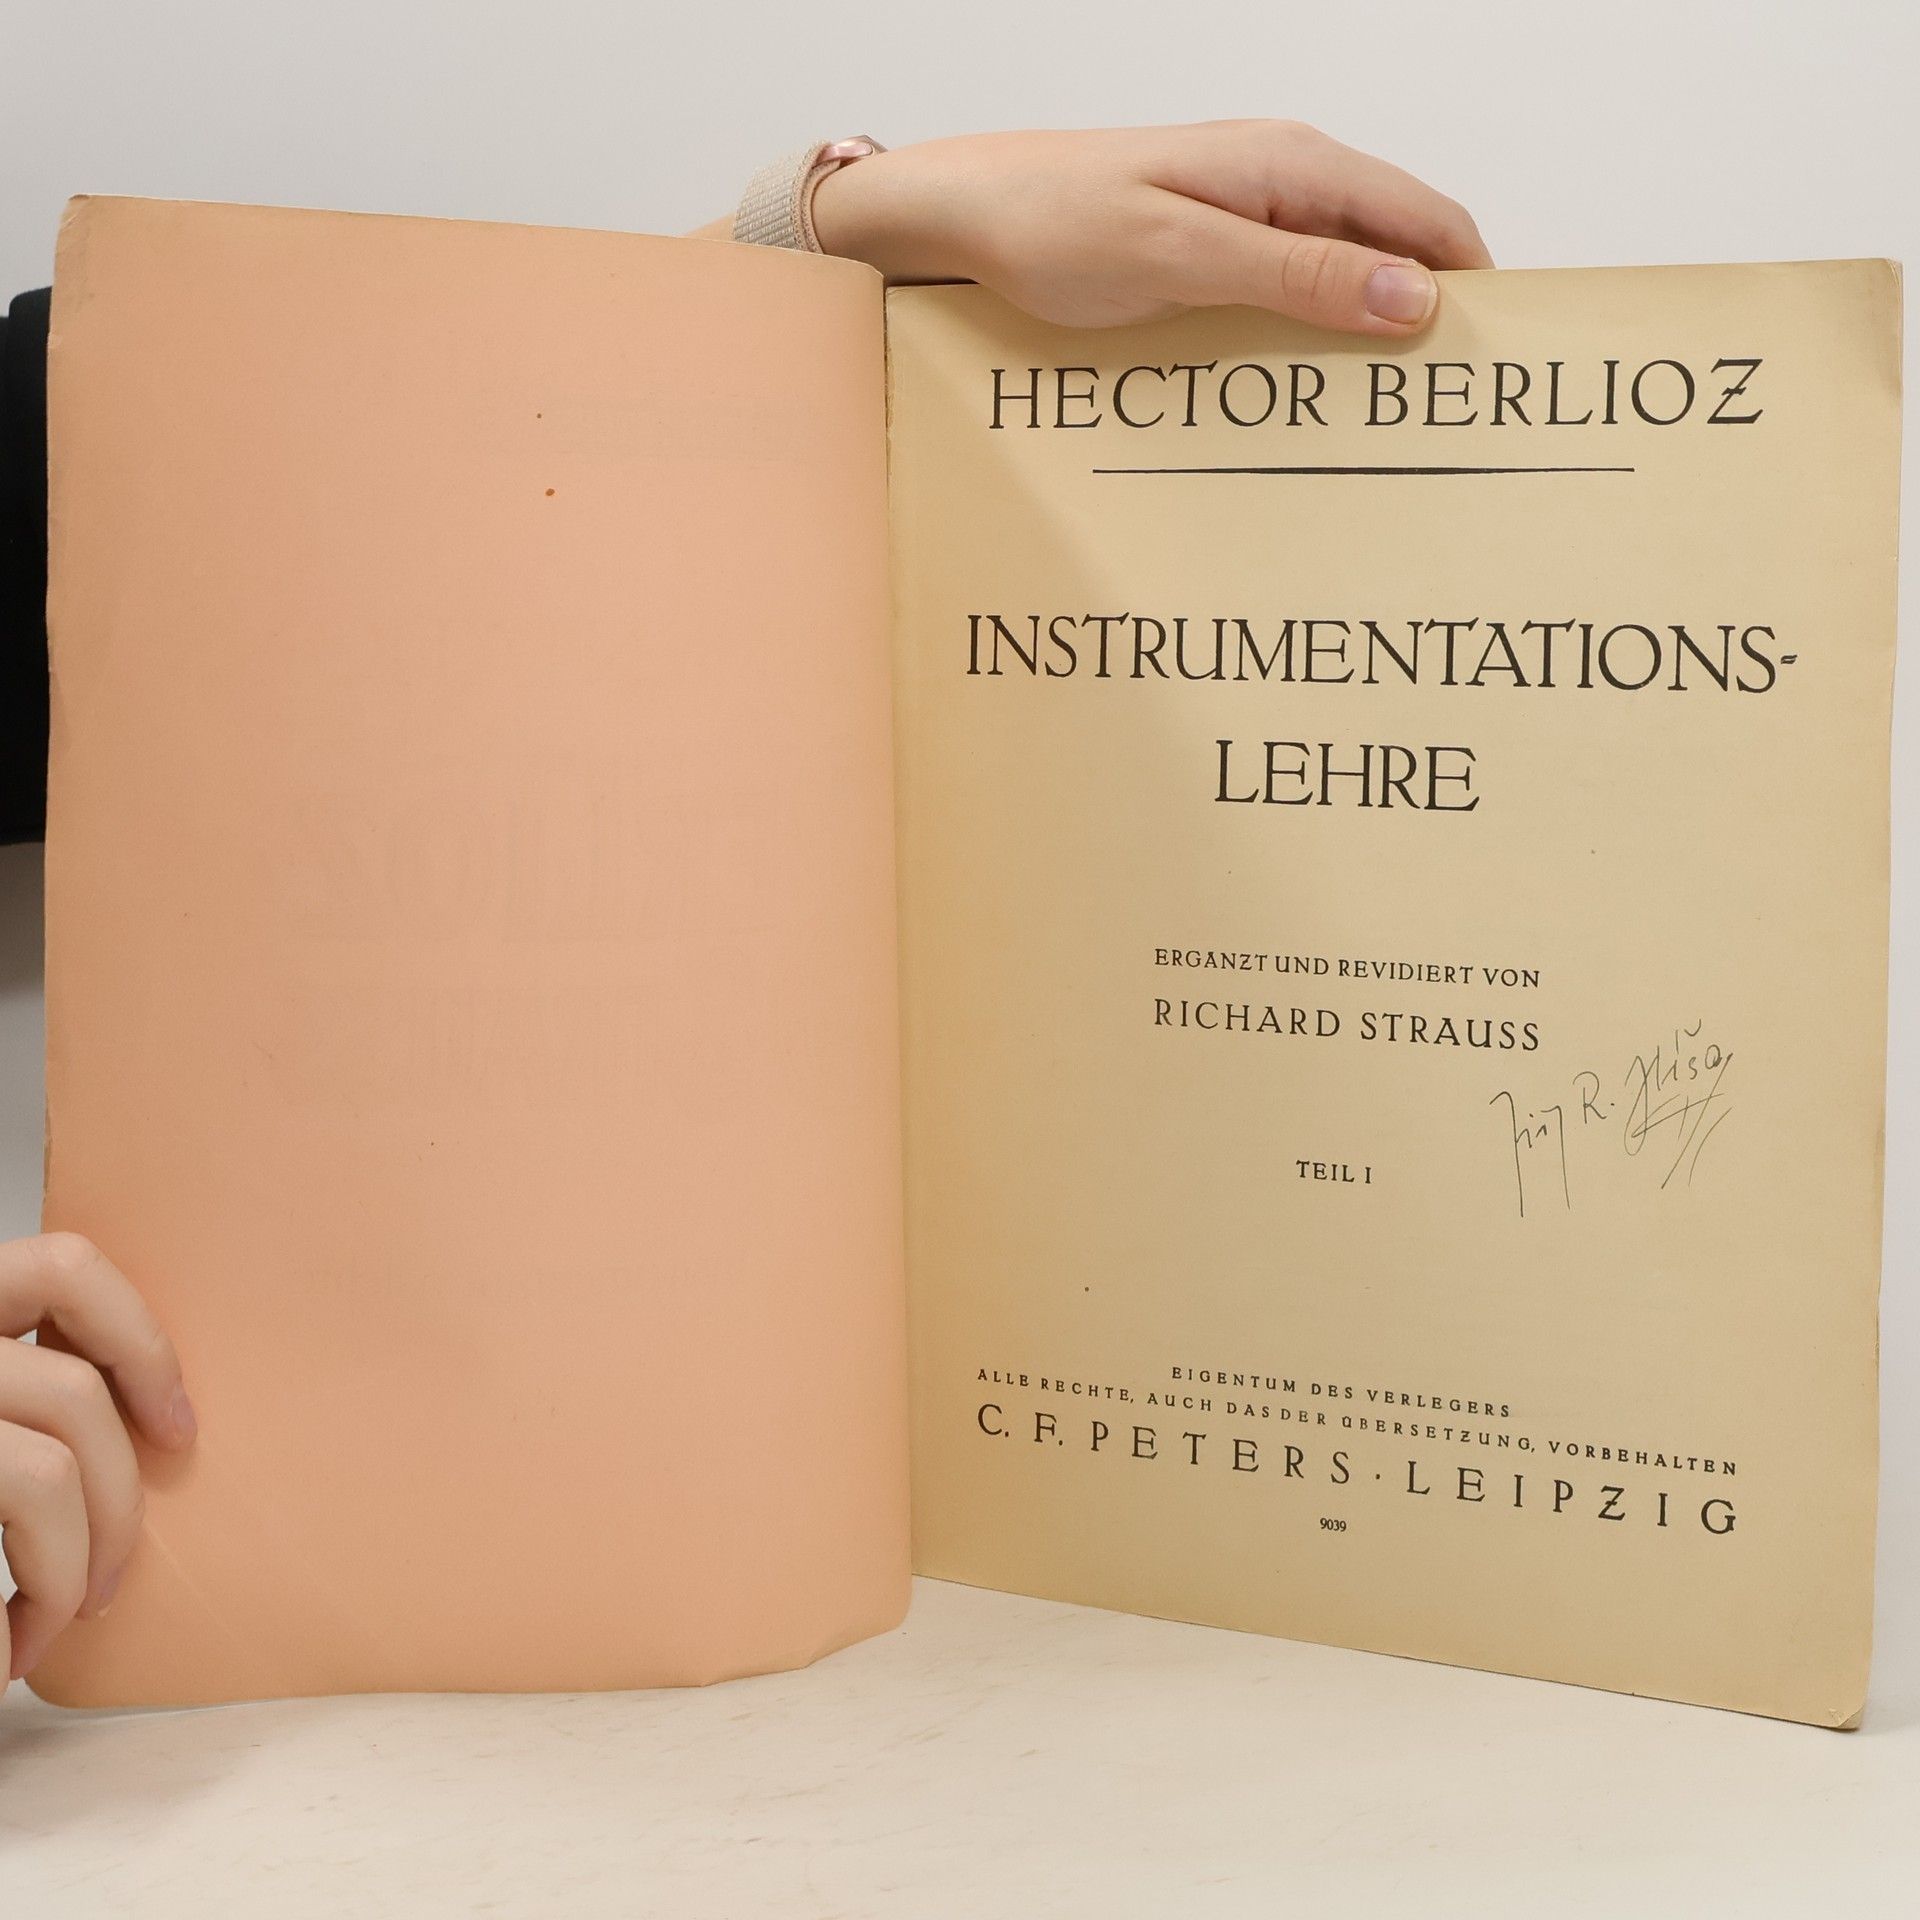 HECTOR BERLIOZ
INSTRUMENTATIONS-
LEHRE
ERGÄNZT UND REVIDIERT VON
RICHARD STRAUSS
R.
TEIL I
EIGENTUM DES VERLEGERS
ALLE RECHTE, AUCH DAS DER ÜBERSETZUNG, VORBEHALTEN
C. F. PETERS · LEIPZIG
9039